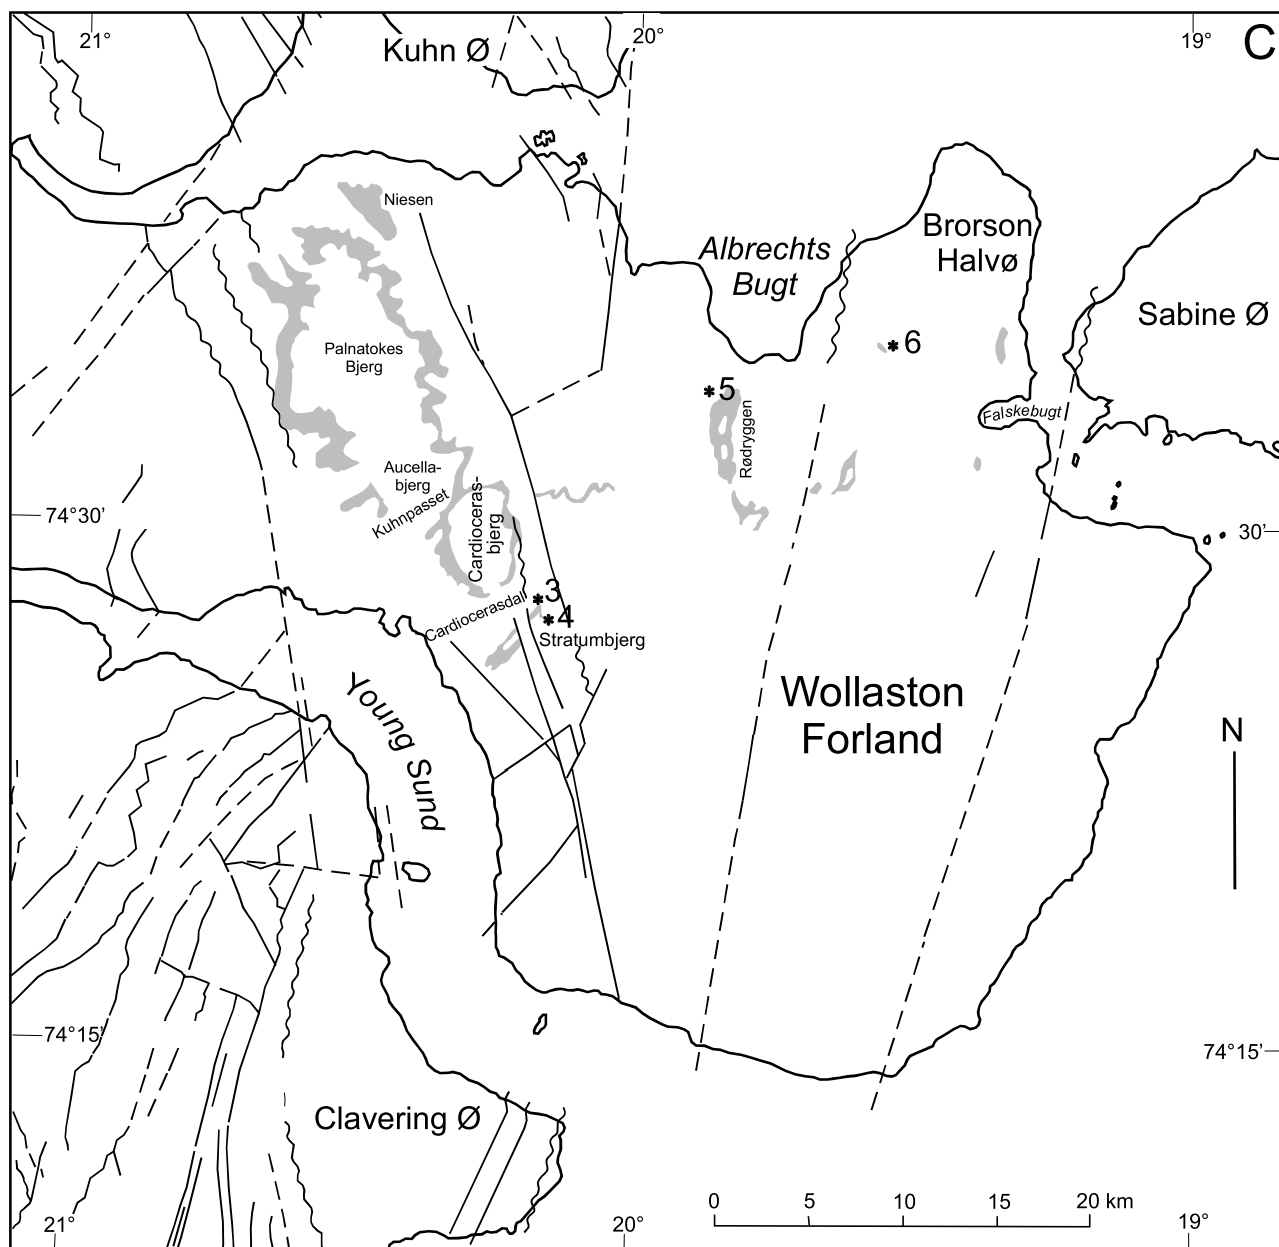 21°
Kuhn Ø
20°
19°
C
Niesen
Albrechts
Bugt
Brorson
Halvø
Sabine Ø
Palnatokes
Bjerg
6
5
Rødryggen
Falskebugt
Aucella-
bjerg
Kuhnpasset
Cardioceras-
bjerg
74°30’
30’
3
4
Cardiocerasdal
Stratumbjerg
Young Sund
Wollaston
Forland
N
74°15’
74°15’
Clavering Ø
0 5 10 15 20 km
21°
20°
19°